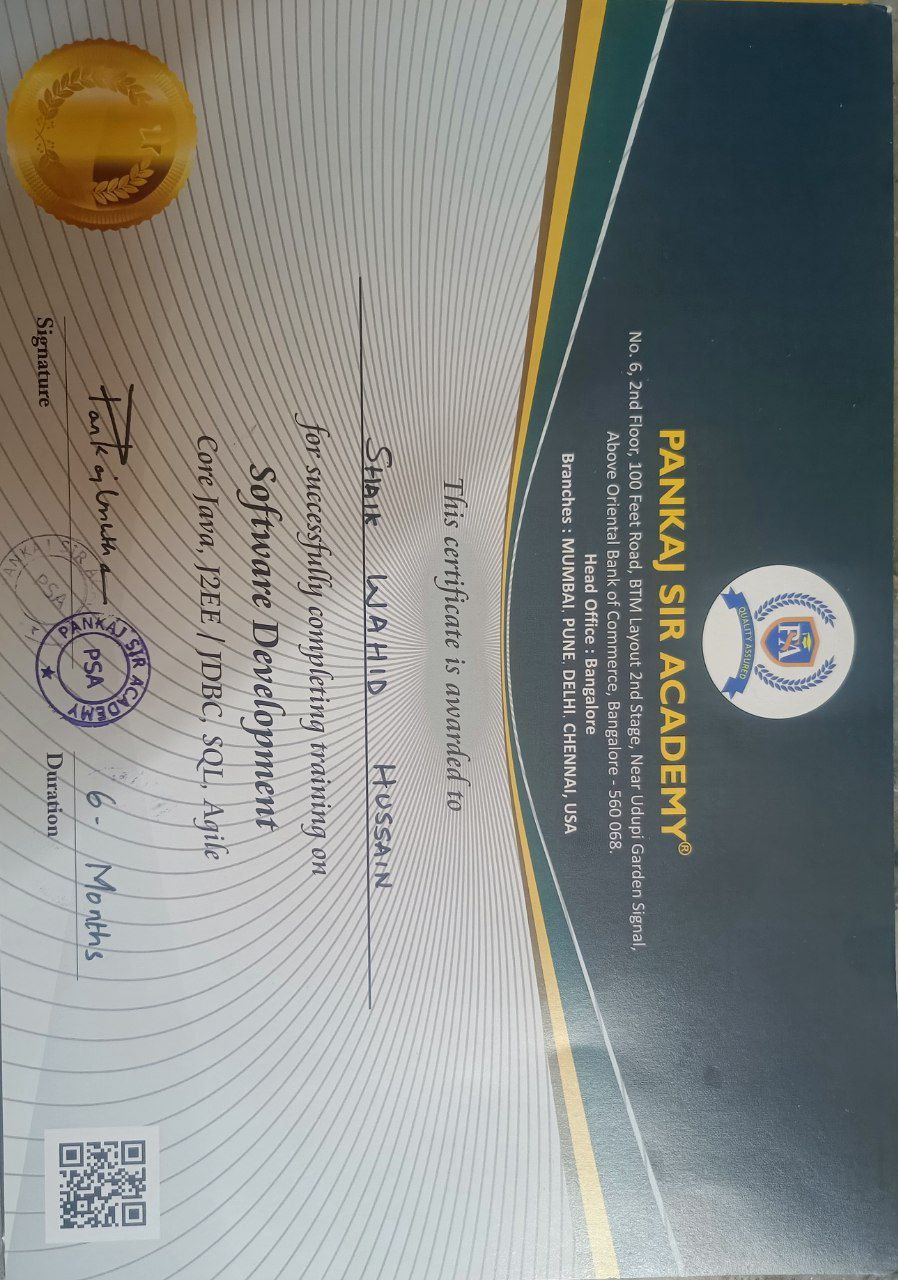 PSA
QUALITY ASSURED
PANKAJ SIR ACADEMY®
No. 6, 2nd Floor, 100 Feet Road, BTM Layout 2nd Stage, Near Udupi Garden Signal,
Above Oriental Bank of Commerce, Bangalore - 560 068.
Head Office : Bangalore
Branches : MUMBAI, PUNE, DELHI, CHENNAI, USA
This certificate is awarded to
SHAIK WAHID HUSSAIN
for successfully completing training on
Software Development
Core Java, J2EE / JDBC, SQL, Agile
PANKAJ SIR ACADEMY
PSA
PSA
6- Months
Signature
Duration